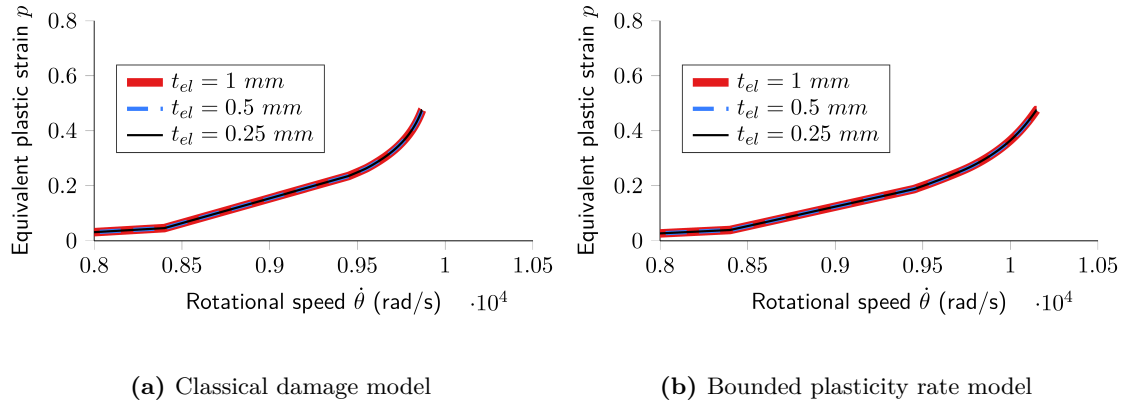 Equivalent plastic strain p
0.8
0.6
0.4
0.2
0
t_el = 1 mm
t_el = 0.5 mm
t_el = 0.25 mm
0.8 0.85 0.9 0.95 1 1.05
Rotational speed θ̇ (rad/s) ·10⁴
(a) Classical damage model
Equivalent plastic strain p
0.8
0.6
0.4
0.2
0
t_el = 1 mm
t_el = 0.5 mm
t_el = 0.25 mm
0.8 0.85 0.9 0.95 1 1.05
Rotational speed θ̇ (rad/s) ·10⁴
(b) Bounded plasticity rate model